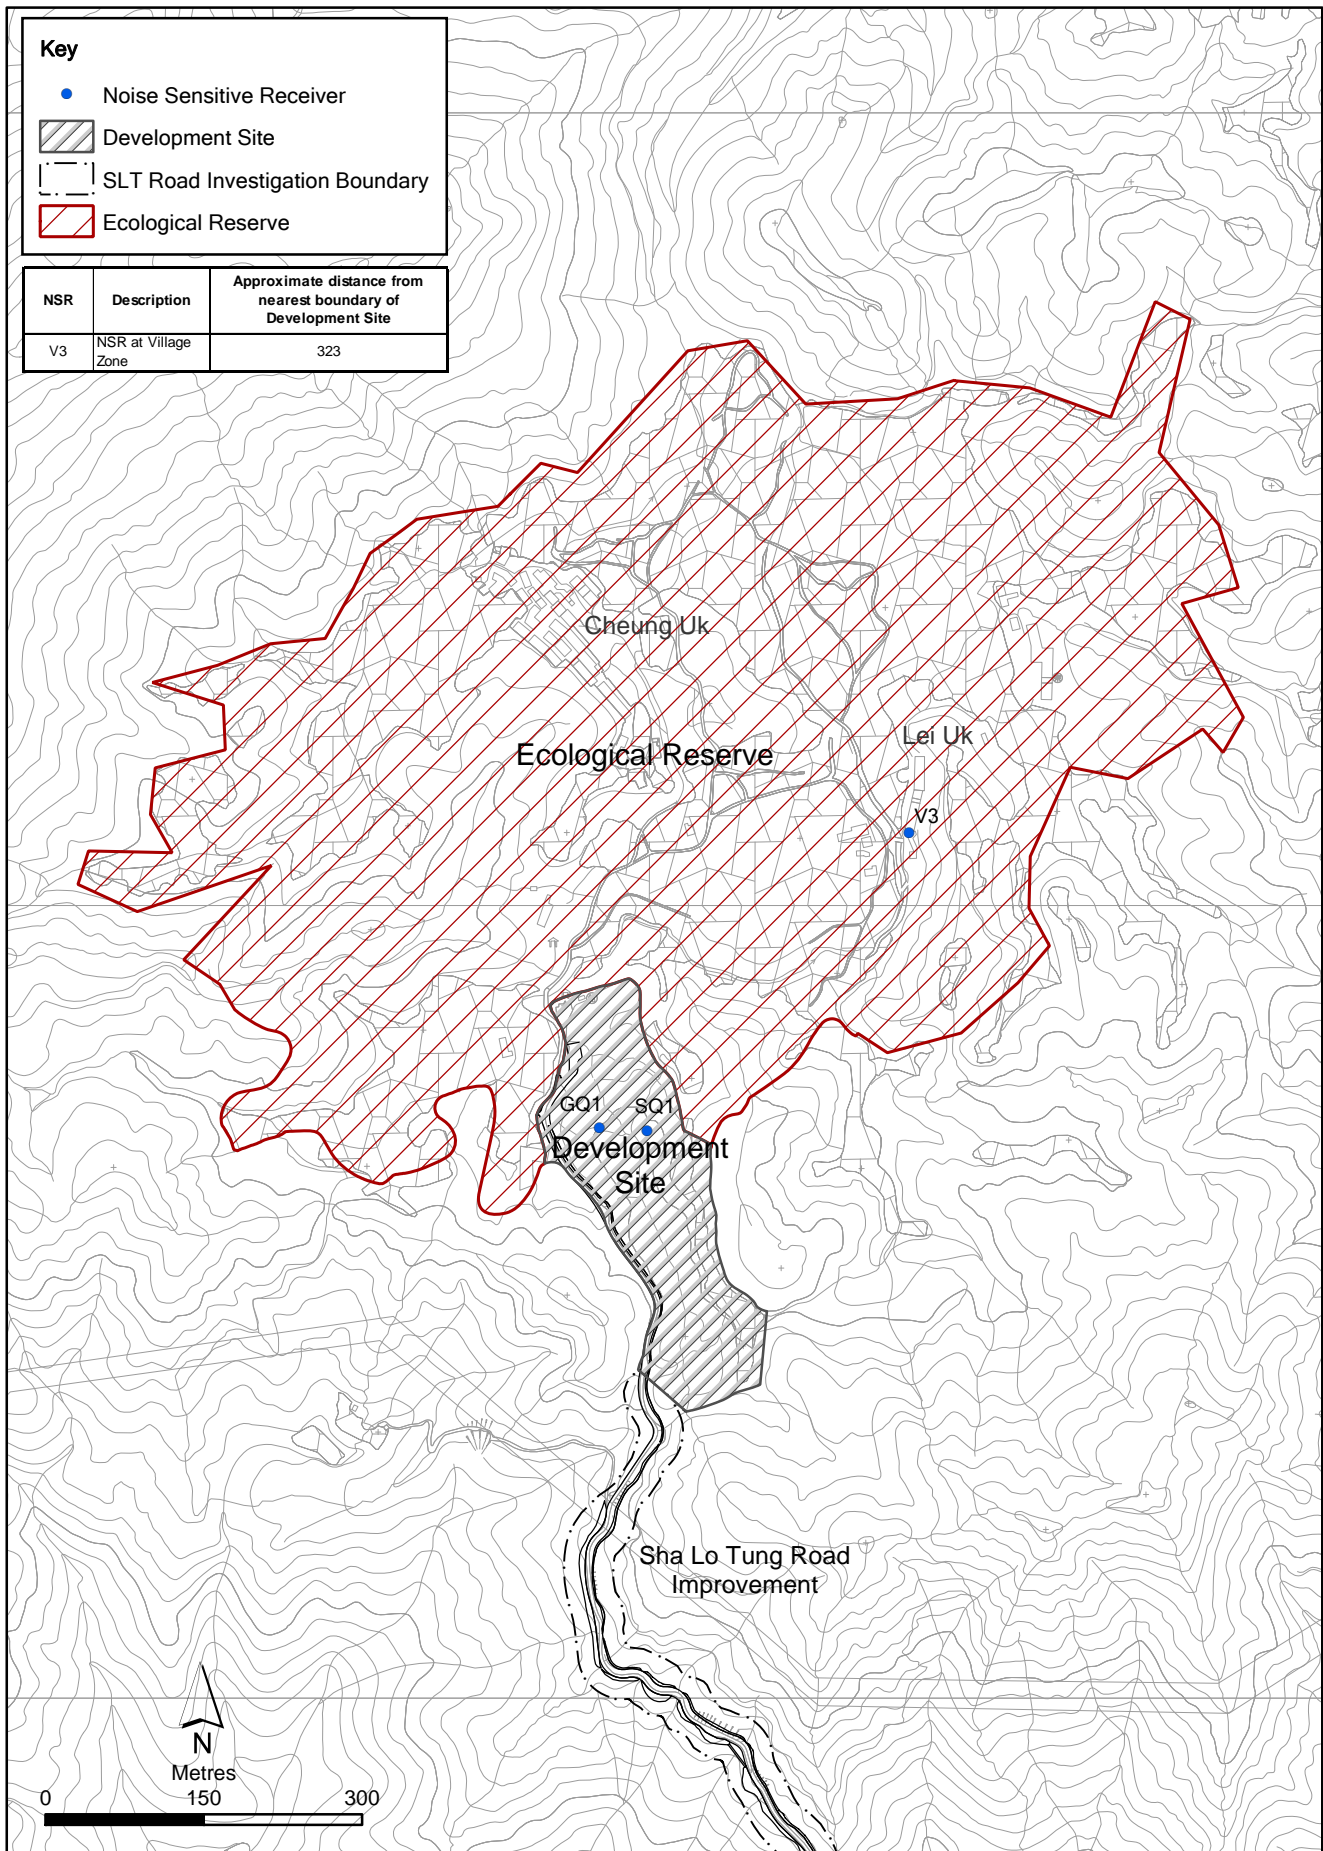 Key
Noise Sensitive Receiver
Development Site
SLT Road Investigation Boundary
Ecological Reserve
NSR
Description
Approximate distance from
nearest boundary of
Development Site
V3
NSR at Village
Zone
323
Cheung Uk
Ecological Reserve
Lei Uk
V3
GQ1
SQ1
Development
Site
Sha Lo Tung Road
Improvement
N
Metres
0
150
300